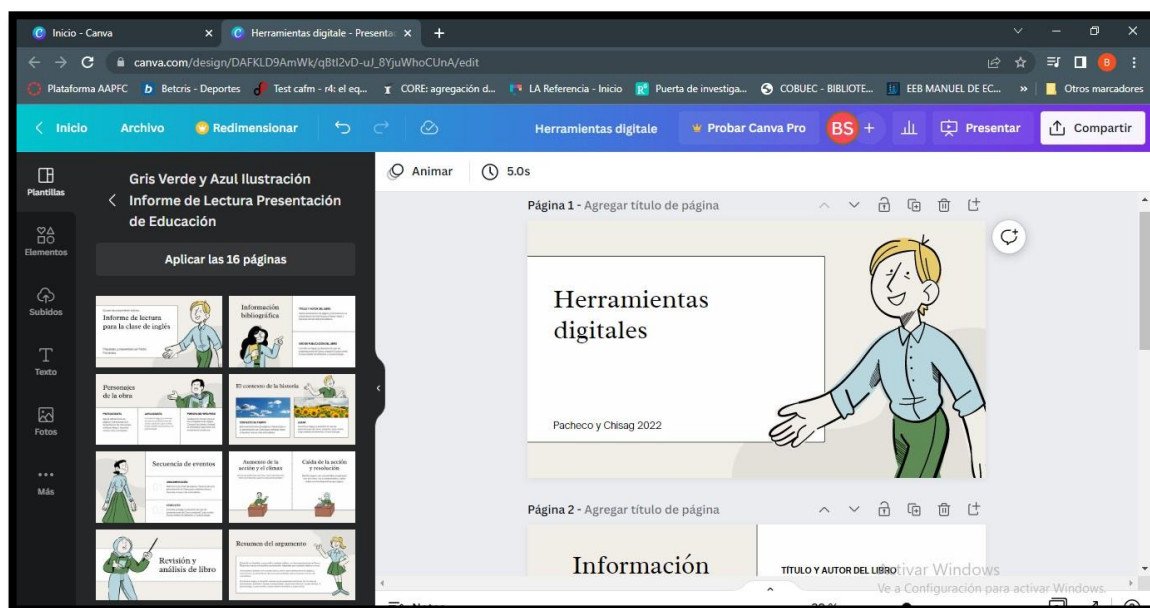 Inicio - Canva
Herramientas digitale - Presentac
canva.com/design/DAFKLD9AmWk/qBtI2vD-uJ_8YjuWhoCUnA/edit
Plataforma AAPFC
Betcris - Deportes
Test cafm - r4: el eq...
CORE: agregación d...
LA Referencia - Inicio
Puerta de investiga...
COBUEC - BIBLIOTE...
EEB MANUEL DE EC...
Otros marcadores
Inicio
Archivo
Redimensionar
Herramientas digitale
Probar Canva Pro
BS
Presentar
Compartir
Plantillas
Elementos
Subidos
Texto
Fotos
Más
Gris Verde y Azul Ilustración
Informe de Lectura Presentación
de Educación
Aplicar las 16 páginas
Informe de lectura
para la clase de inglés
Información
bibliográfica
Personajes
de la obra
El contexto de la historia
Secuencia de eventos
Aumento de la
acción y el clímax
Caída de la acción
y resolución
Revisión y
análisis de libro
Resumen del argumento
Animar
5.0s
Página 1 - Agregar título de página
Herramientas
digitales
Pacheco y Chisag 2022
Página 2 - Agregar título de página
Información
TÍTULO Y AUTOR DEL LIBRO
Activar Windows
Ve a Configuración para activar Windows.